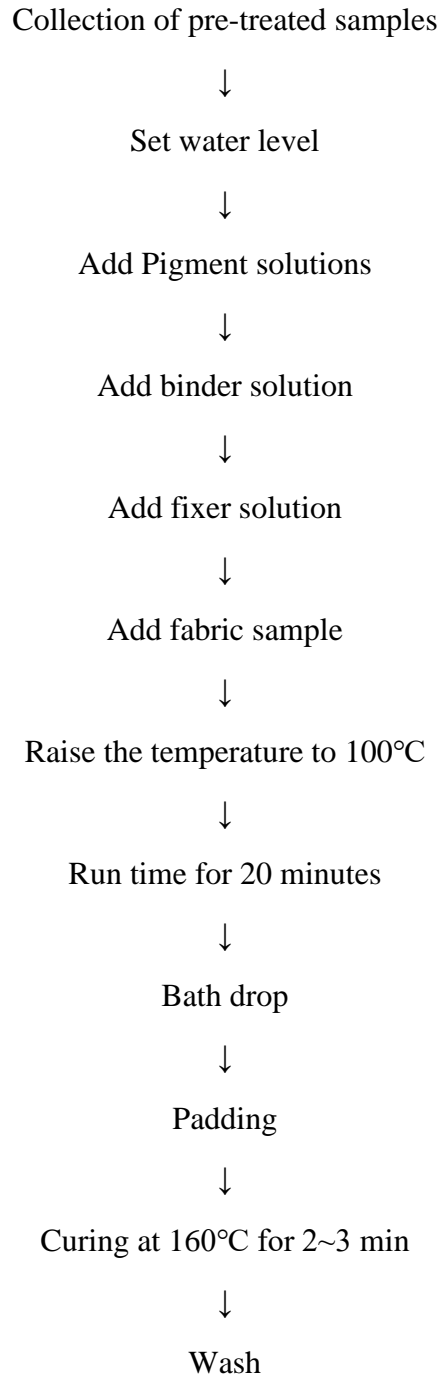 Collection of pre-treated samples
↓
Set water level
↓
Add Pigment solutions
↓
Add binder solution
↓
Add fixer solution
↓
Add fabric sample
↓
Raise the temperature to 100°C
↓
Run time for 20 minutes
↓
Bath drop
↓
Padding
↓
Curing at 160°C for 2~3 min
↓
Wash